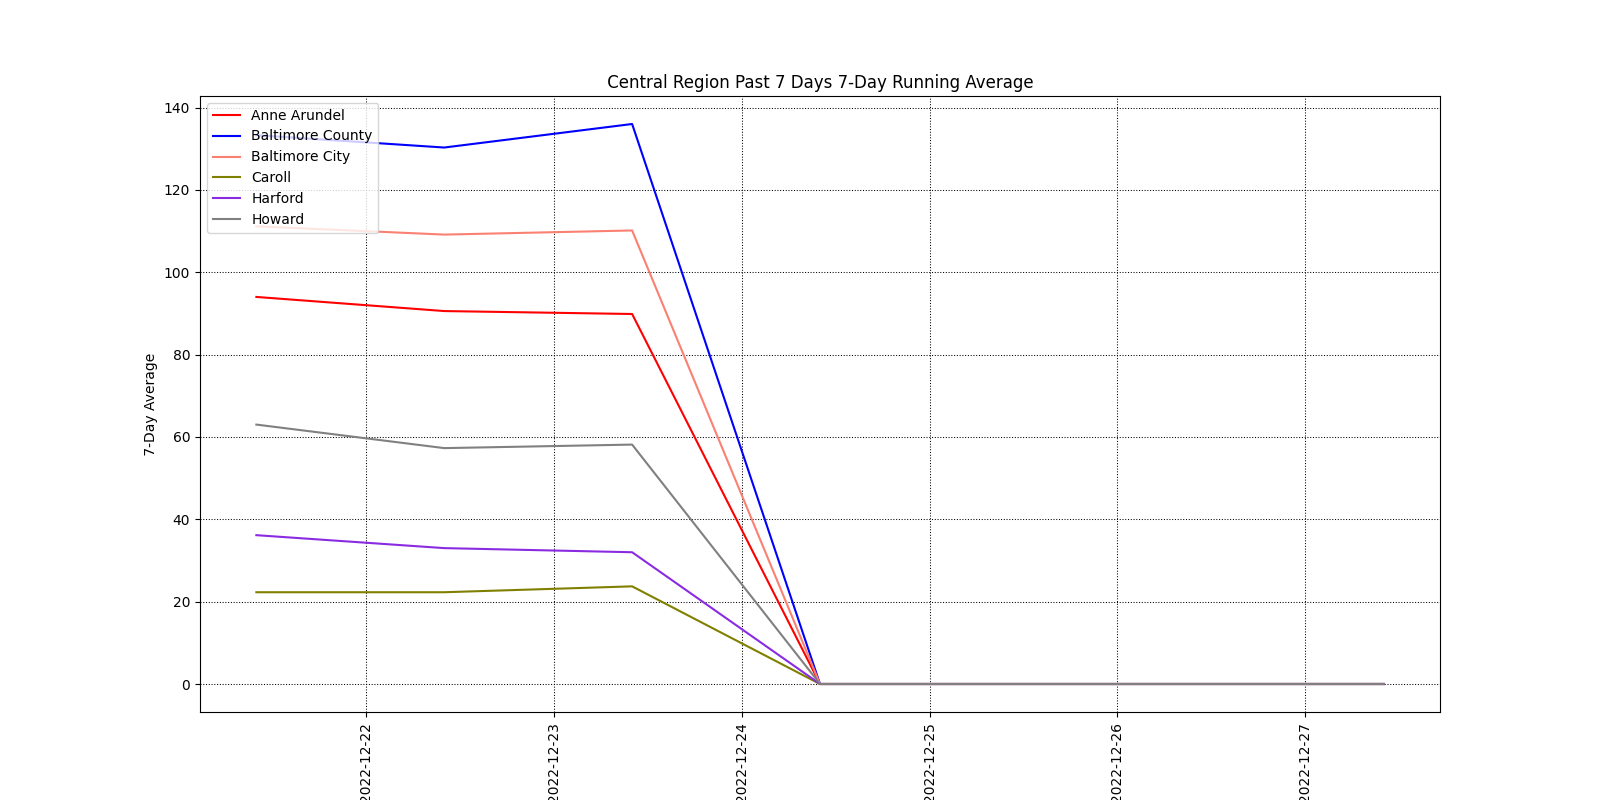 Central Region Past 7 Days 7-Day Running Average
140
120
100
80
60
40
20
0
7-Day Average
Anne Arundel
Baltimore County
Baltimore City
Caroll
Harford
Howard
2022-12-22
2022-12-23
2022-12-24
2022-12-25
2022-12-26
2022-12-27